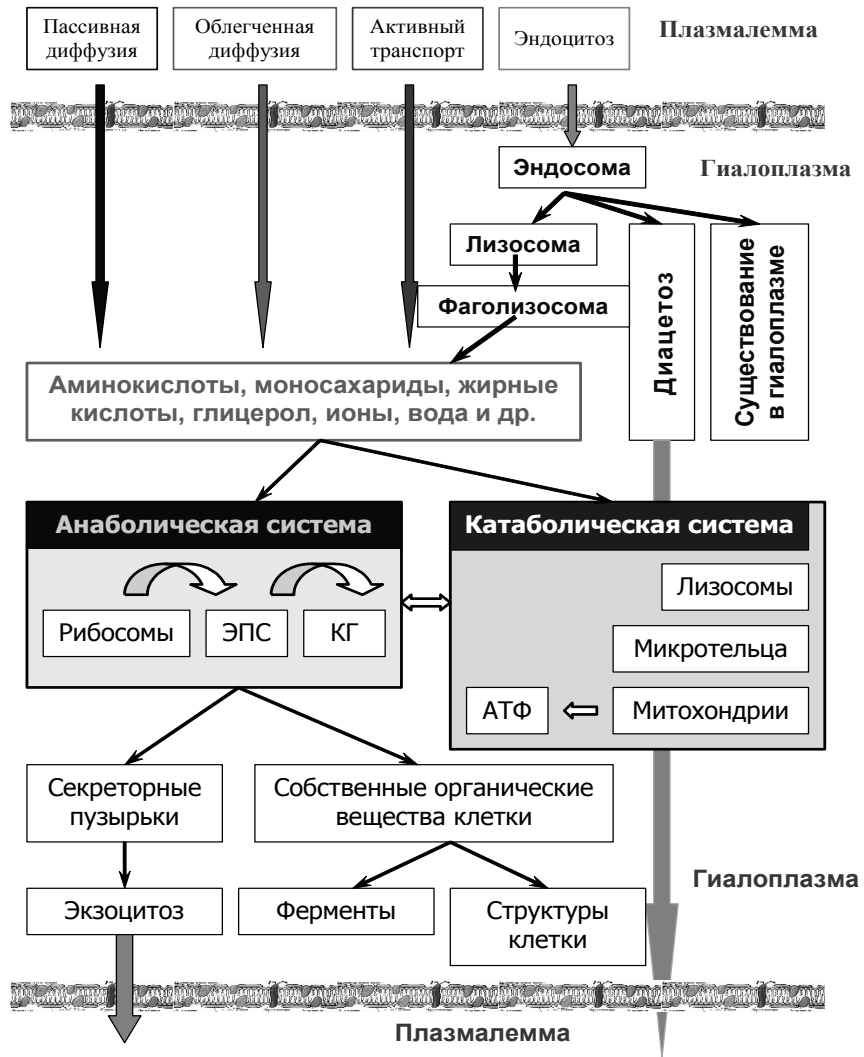 Пассивная
диффузия
Облегченная
диффузия
Активный
транспорт
Эндоцитоз
Плазмалемма
Эндосома
Гиалоплазма
Лизосома
Фаголизосома
Диацетоз
Существование
в гиалоплазме
Аминокислоты, моносахариды, жирные
кислоты, глицерол, ионы, вода и др.
Анаболическая система
Рибосомы
ЭПС
КГ
Катаболическая система
Лизосомы
Микротельца
АТФ
Митохондрии
Секреторные
пузырьки
Собственные органические
вещества клетки
Экзоцитоз
Ферменты
Структуры
клетки
Гиалоплазма
Плазмалемма